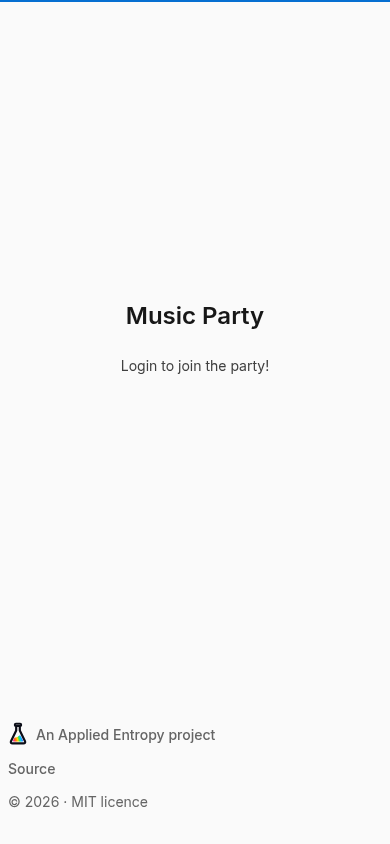 Music Party
Login to join the party!
An Applied Entropy project
Source
© 2026 · MIT licence